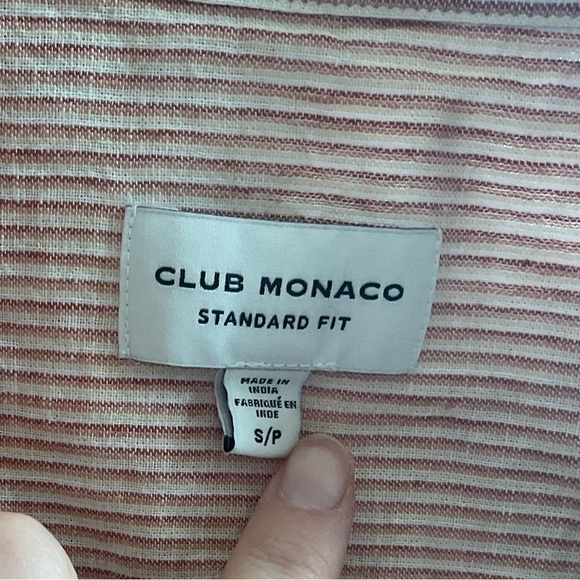 CLUB MONACO
STANDARD FIT
MADE IN
INDIA
FABRIQUÉ EN
INDE
S/P